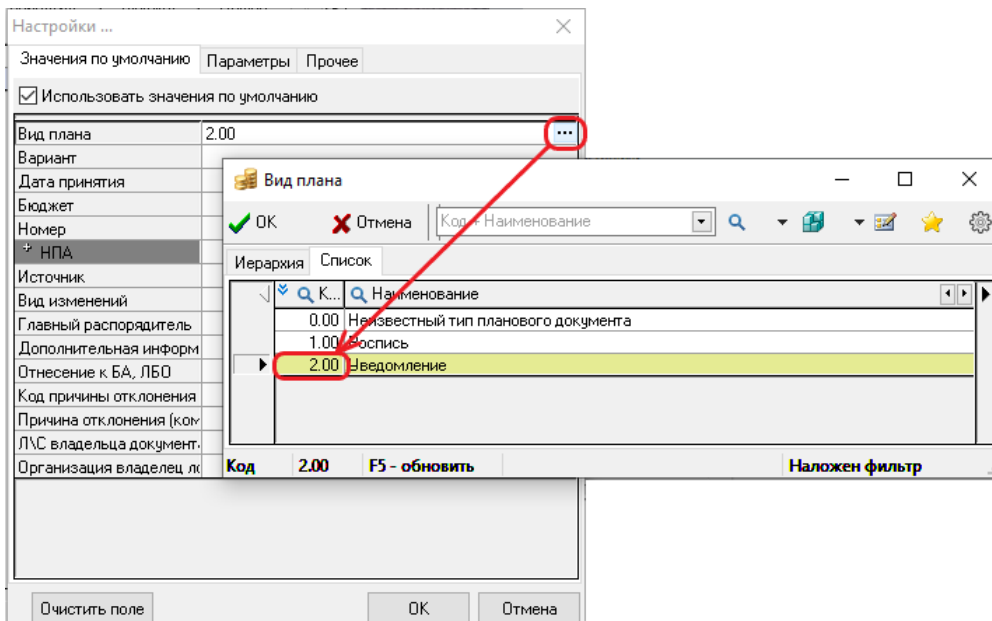 Настройки ...
Значения по умолчанию Параметры Прочее
Использовать значения по умолчанию
Вид плана 2.00 ...
Вариант
Дата принятия
Бюджет
Номер
+ НПА
Источник
Вид изменений
Главный распорядитель
Дополнительная информ
Отнесение к БА, ЛБО
Код причины отклонения
Причина отклонения (ком
Л\С владельца документ
Организация владелец
Вид плана
OK Отмена Код + Наименование
Иерархия Список
К... Наименование
0.00 Неизвестный тип планового документа
1.00 Роспись
2.00 Уведомление
Код 2.00 F5 - обновить Наложен фильтр
Очистить поле OK Отмена